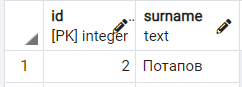 id surname
[PK] integer text
1 2 Потапов